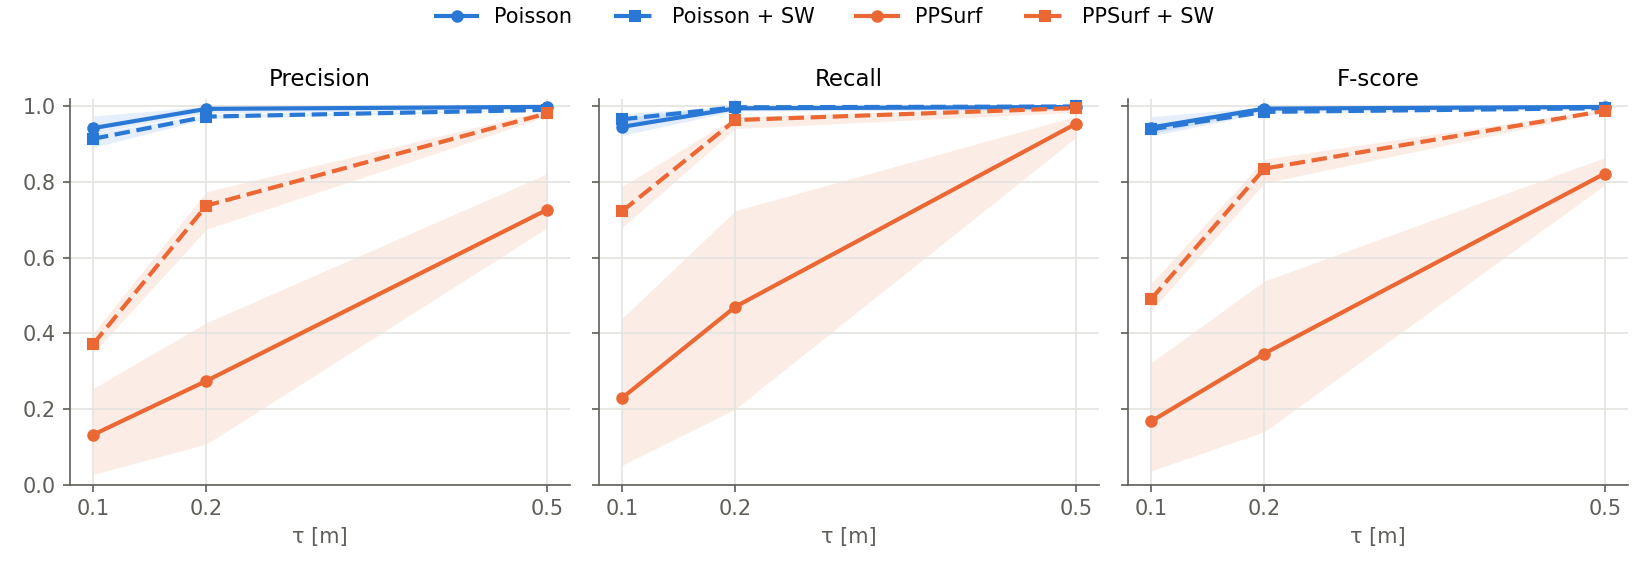 Poisson Poisson + SW PPSurf PPSurf + SW
Precision Recall F-score
1.0
0.8
0.6
0.4
0.2
0.0
0.1 0.2 0.5 0.1 0.2 0.5 0.1 0.2 0.5
τ [m] τ [m] τ [m]